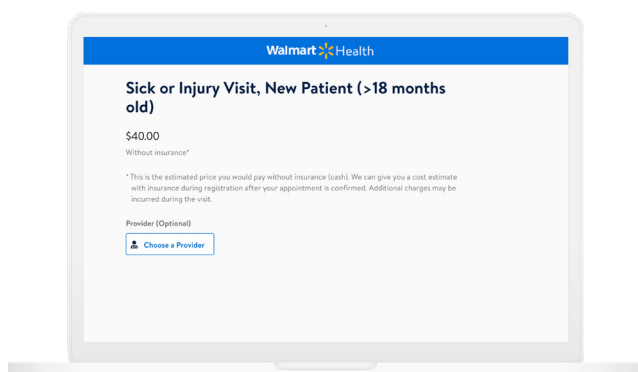 Walmart Health
Sick or Injury Visit, New Patient (>18 months
old)
$40.00
Without insurance*
* This is the estimated price you would pay without insurance (cash). We can give you a cost estimate
with insurance during registration after your appointment is confirmed. Additional charges may be
incurred during the visit.
Provider (Optional)
Choose a Provider